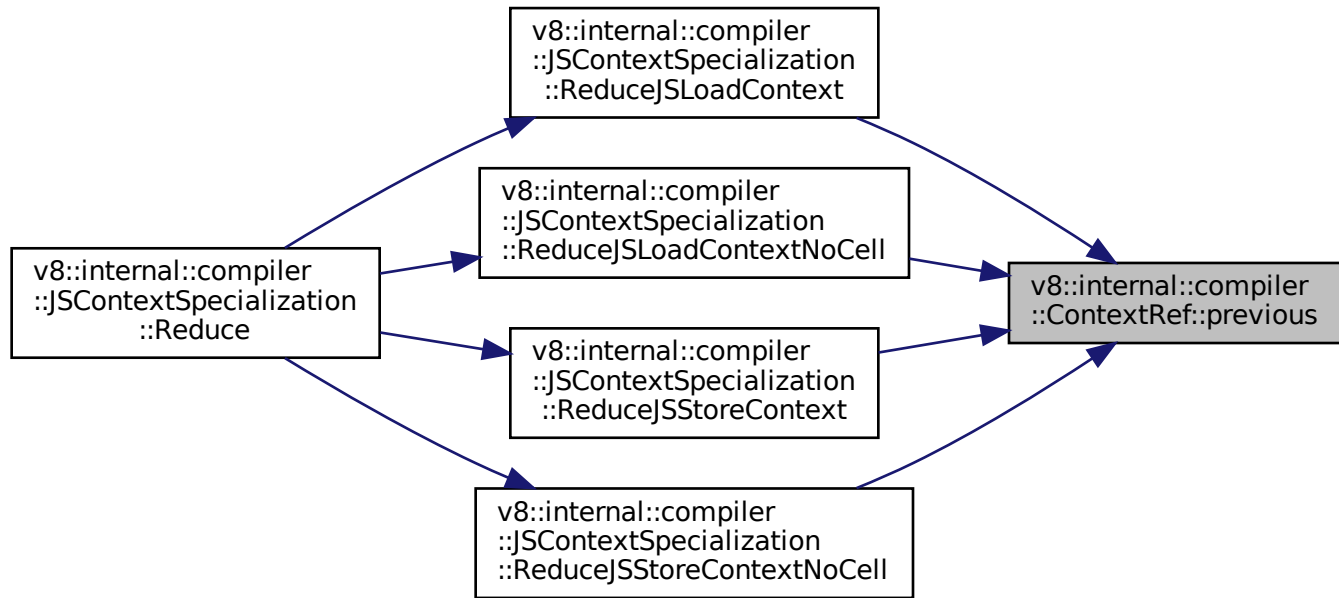 v8::internal::compiler
::JSContextSpecialization
::ReduceJSLoadContext
v8::internal::compiler
::JSContextSpecialization
::ReduceJSLoadContextNoCell
v8::internal::compiler
::JSContextSpecialization
::Reduce
v8::internal::compiler
::ContextRef::previous
v8::internal::compiler
::JSContextSpecialization
::ReduceJSStoreContext
v8::internal::compiler
::JSContextSpecialization
::ReduceJSStoreContextNoCell